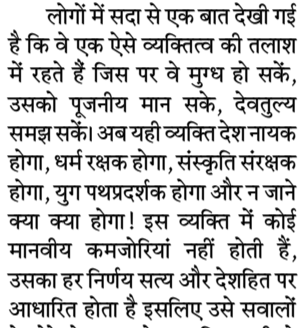 लोगों में सदा से एक बात देखी गई
है कि वे एक ऐसे व्यक्तित्व की तलाश
में रहते हैं जिस पर वे मुग्ध हो सकें,
उसको पूजनीय मान सके, देवतुल्य
समझ सकें। अब यही व्यक्ति देश नायक
होगा, धर्म रक्षक होगा, संस्कृति संरक्षक
होगा, युग पथप्रदर्शक होगा और न जाने
क्या क्या होगा! इस व्यक्ति में कोई
मानवीय कमजोरियां नहीं होती हैं,
उसका हर निर्णय सत्य और देशहित पर
आधारित होता है इसलिए उसे सवालों